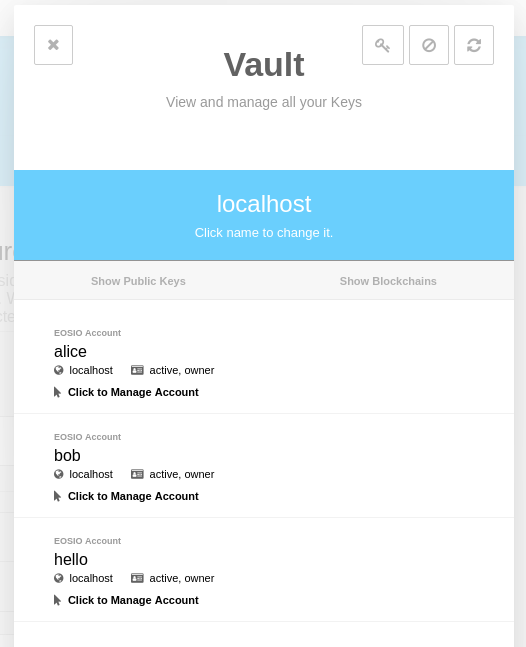 Vault
View and manage all your Keys
localhost
Click name to change it.
Show Public Keys Show Blockchains
EOSIO Account
alice
localhost active, owner
Click to Manage Account
EOSIO Account
bob
localhost active, owner
Click to Manage Account
EOSIO Account
hello
localhost active, owner
Click to Manage Account